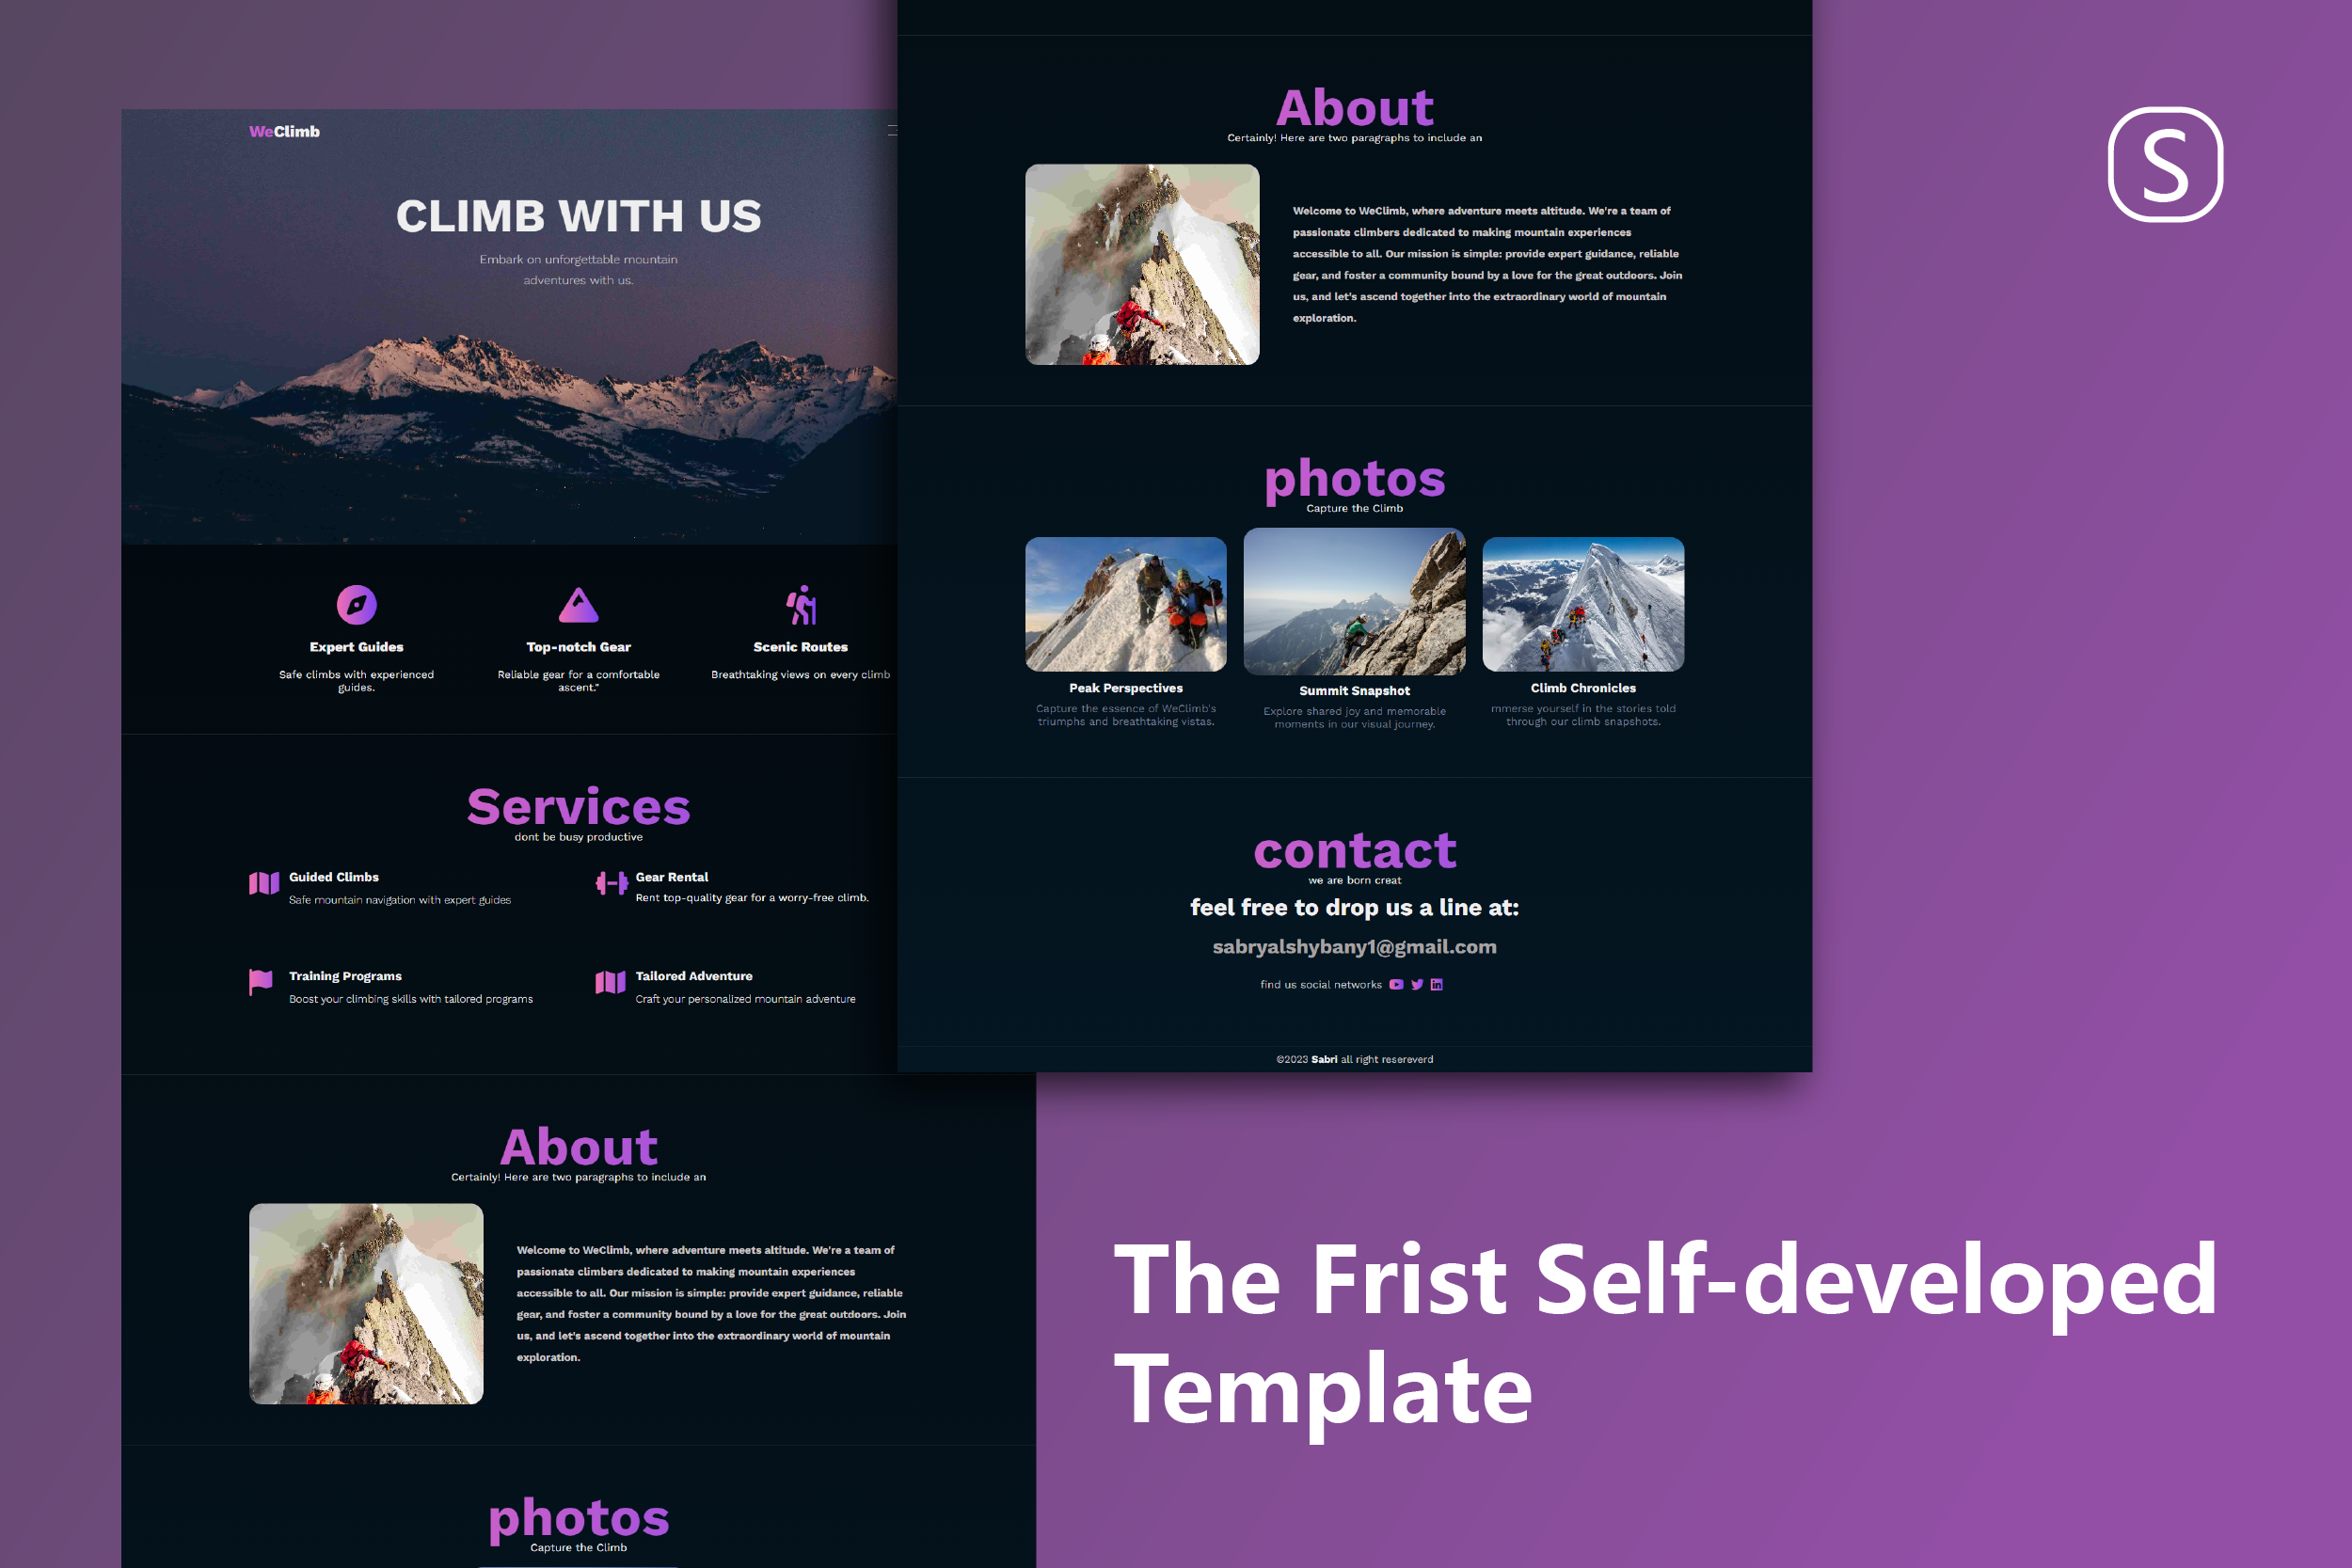 WeClimb
CLIMB WITH US
Embark on unforgettable mountain
adventures with us.
Expert Guides
Safe climbs with experienced
guides.
Top-notch Gear
Reliable gear for a comfortable
ascent."
Scenic Routes
Breathtaking views on every climb
Services
dont be busy productive
Guided Climbs
Safe mountain navigation with expert guides
Gear Rental
Rent top-quality gear for a worry-free climb.
Training Programs
Boost your climbing skills with tailored programs
Tailored Adventure
Craft your personalized mountain adventure
About
Certainly! Here are two paragraphs to include an
Welcome to WeClimb, where adventure meets altitude. We're a team of
passionate climbers dedicated to making mountain experiences
accessible to all. Our mission is simple: provide expert guidance, reliable
gear, and foster a community bound by a love for the great outdoors. Join
us, and let's ascend together into the extraordinary world of mountain
exploration.
photos
Capture the Climb
About
Certainly! Here are two paragraphs to include an
Welcome to WeClimb, where adventure meets altitude. We're a team of
passionate climbers dedicated to making mountain experiences
accessible to all. Our mission is simple: provide expert guidance, reliable
gear, and foster a community bound by a love for the great outdoors. Join
us, and let's ascend together into the extraordinary world of mountain
exploration.
photos
Capture the Climb
Peak Perspectives
Capture the essence of WeClimb's
triumphs and breathtaking vistas.
Summit Snapshot
Explore shared joy and memorable
moments in our visual journey.
Climb Chronicles
mmerse yourself in the stories told
through our climb snapshots.
contact
we are born creat
feel free to drop us a line at:
sabryalshybany1@gmail.com
find us social networks
©2023 Sabri all right resereverd
S
The Frist Self-developed
Template